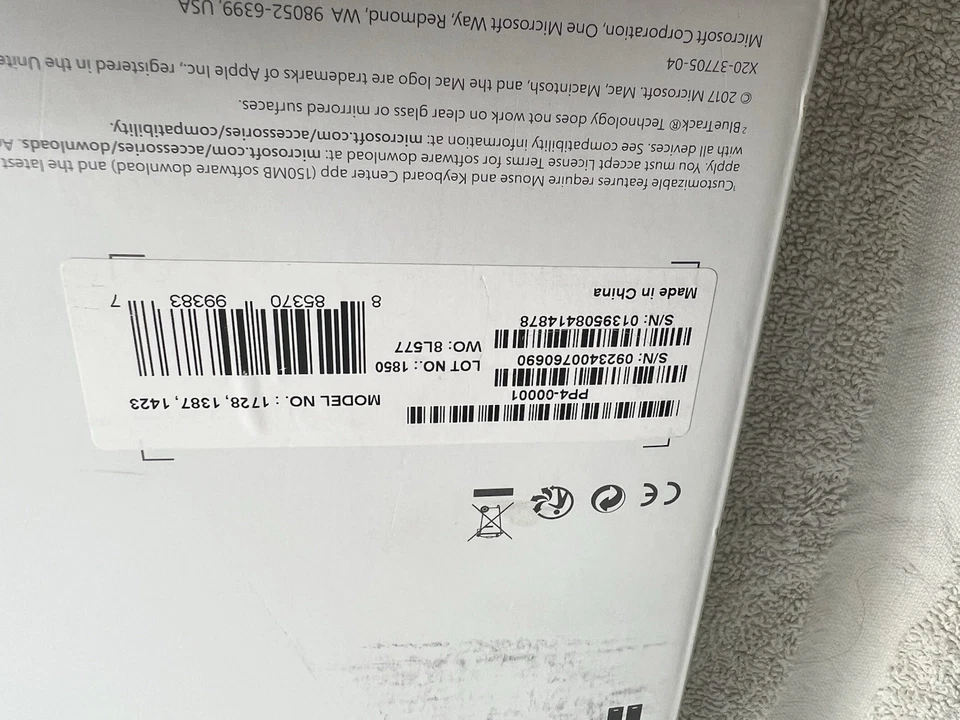 ¹Customizable features require Mouse and Keyboard Center app (150MB software download) and the latest
apply. You must accept License Terms for software download at: microsoft.com/accessories/downloads.
with all devices. See compatibility information at: microsoft.com/accessories/compatibility.
²BlueTrack® Technology does not work on clear glass or mirrored surfaces.
© 2017 Microsoft. Mac, Macintosh, and the Mac logo are trademarks of Apple Inc., registered in the
X20-37705-04
Microsoft Corporation, One Microsoft Way, Redmond, WA 98052-6399, USA
PP4-00001
S/N: 0923400760690
S/N: 0139508414878
Made in China
MODEL NO. : 1728, 1387, 1423
LOT NO.: 1850
WO: 8L577
8 85370 99383 7
CE